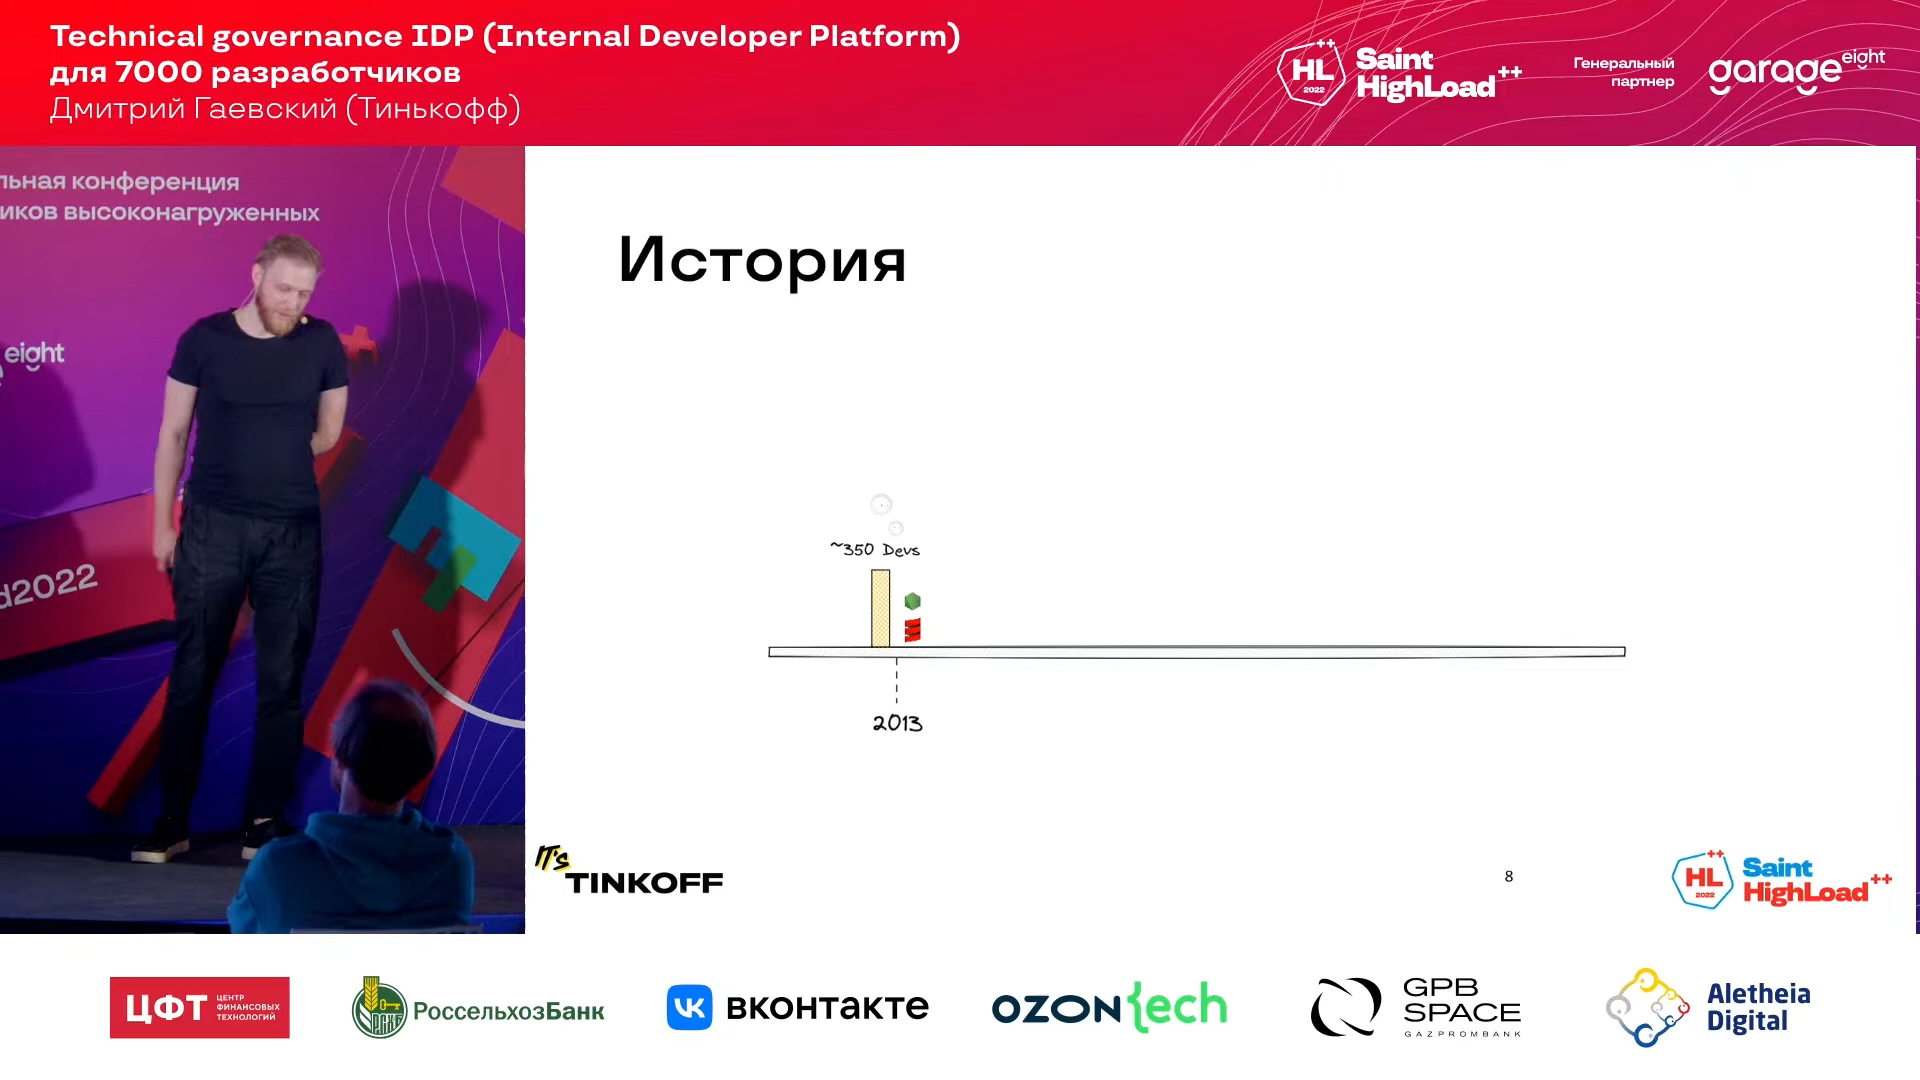 Technical governance IDP (Internal Developer Platform)
для 7000 разработчиков
Дмитрий Гаевский (Тинькофф)
HL
2022
Saint
HighLoad++
Генеральный
партнер
garage eight
льная конференция
иков высоконагруженных
eight
d2022
История
~350 Devs
2013
IT'S
TINKOFF
8
HL
2022
Saint
HighLoad++
ЦФТ
ЦЕНТР
ФИНАНСОВЫХ
ТЕХНОЛОГИЙ
РСХБ
РоссельхозБанк
вконтакте
OZON tech
GPB
SPACE
GAZPROMBANK
Aletheia
Digital